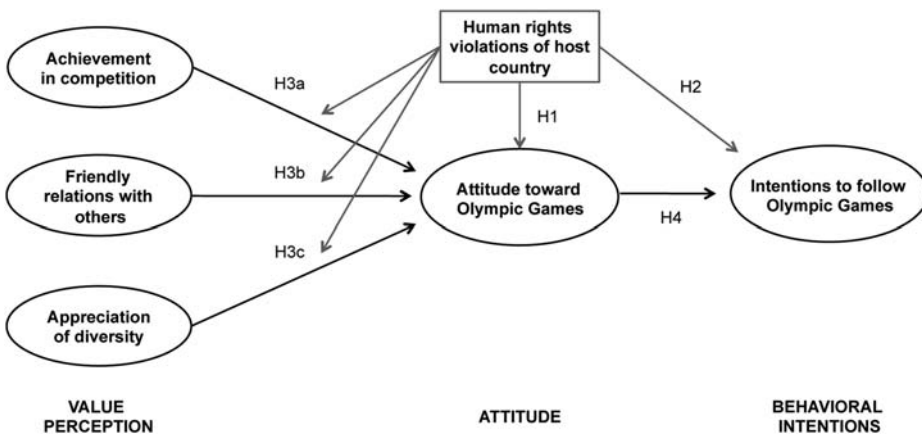 Human rights
violations of host
country
Achievement
in competition
H3a
H2
H1
H3b
Friendly
relations with
others
Attitude toward
Olympic Games
Intentions to follow
Olympic Games
H4
H3c
Appreciation
of diversity
VALUE
PERCEPTION
ATTITUDE
BEHAVIORAL
INTENTIONS